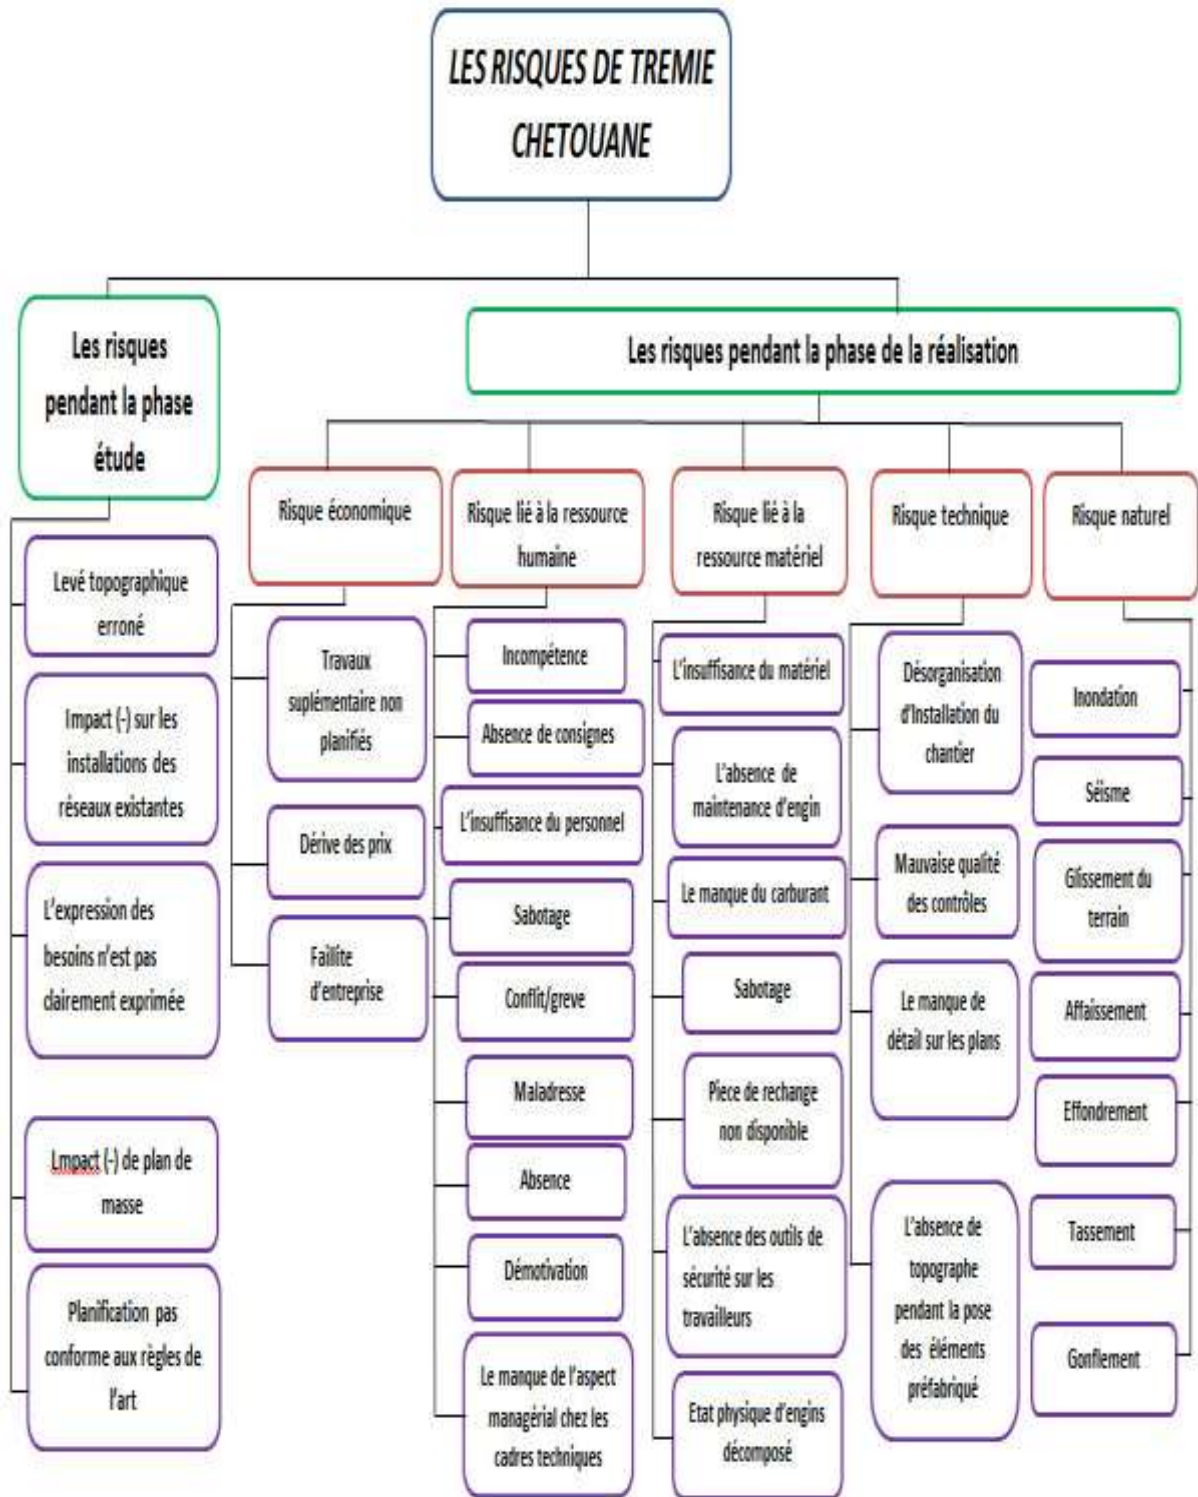 LES RISQUES DE TREMIE
CHETOUANE
Les risques
pendant la phase
étude
Les risques pendant la phase de la réalisation
Levé topographique
erroné
Impact (-) sur les
installations des
réseaux existantes
L'expression des
besoins n'est pas
clairement exprimée
Lmpact (-) de plan de
masse
Planification pas
conforme aux règles de
l'art
Risque économique
Travaux
suplémentaire non
planifiés
Dérive des prix
Faillite
d'entreprise
Risque lié à la ressource
humaine
Incompétence
Absence de consignes
L'insuffisance du personnel
Sabotage
Conflit/greve
Maladresse
Absence
Démotivation
Le manque de l'aspect
managérial chez les
cadres techniques
Risque lié à la
ressource matériel
L'insuffisance du matériel
L'absence de
maintenance d'engin
Le manque du carburant
Sabotage
Piece de rechange
non disponible
L'absence des outils de
sécurité sur les
travailleurs
Etat physique d'engins
décomposé
Risque technique
Désorganisation
d'Installation du
chantier
Mauvaise qualité
des contrôles
Le manque de
détail sur les plans
L'absence de
topographe
pendant la pose
des éléments
préfabriqué
Risque naturel
Inondation
Séisme
Glissement du
terrain
Affaissement
Effondrement
Tassement
Gonflement